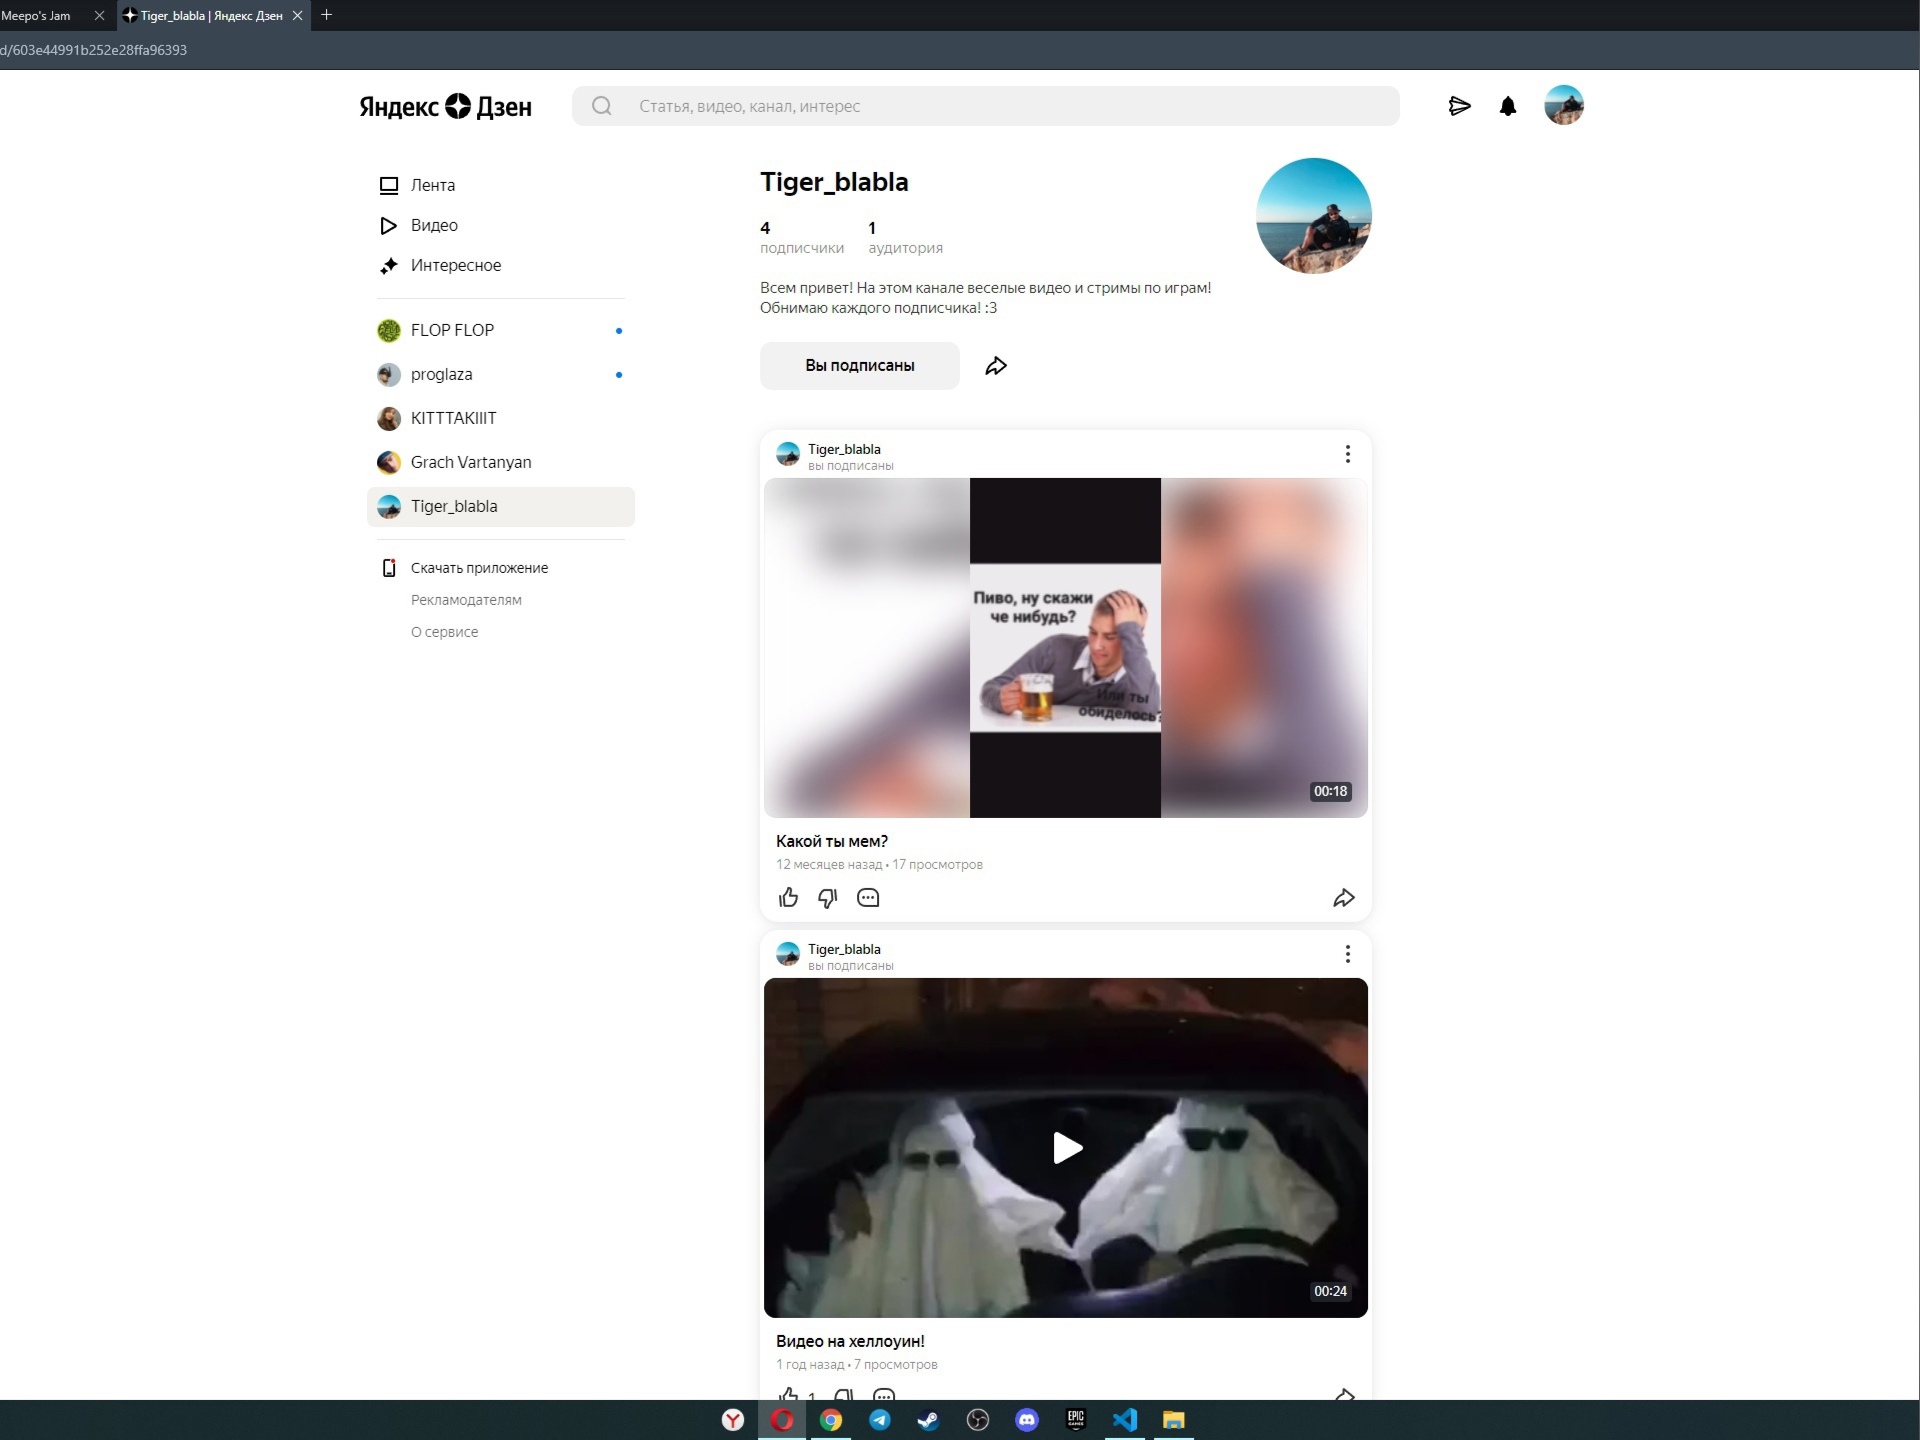 Meepo's Jam
Tiger_blabla | Яндекс Дзен
d/603e44991b252e28ffa96393
Яндекс Дзен
Статья, видео, канал, интерес
Лента
Видео
Интересное
FLOP FLOP
proglaza
KITTTAKIIIT
Grach Vartanyan
Tiger_blabla
Скачать приложение
Рекламодателям
О сервисе
Tiger_blabla
4
подписчики
1
аудитория
Всем привет! На этом канале веселые видео и стримы по играм!
Обнимаю каждого подписчика! :3
Вы подписаны
Tiger_blabla
вы подписаны
Пиво, ну скажи
че нибудь?
Или ты
обиделось?
00:18
Какой ты мем?
12 месяцев назад • 17 просмотров
Tiger_blabla
вы подписаны
00:24
Видео на хеллоуин!
1 год назад • 7 просмотров
1
EPIC
GAMES